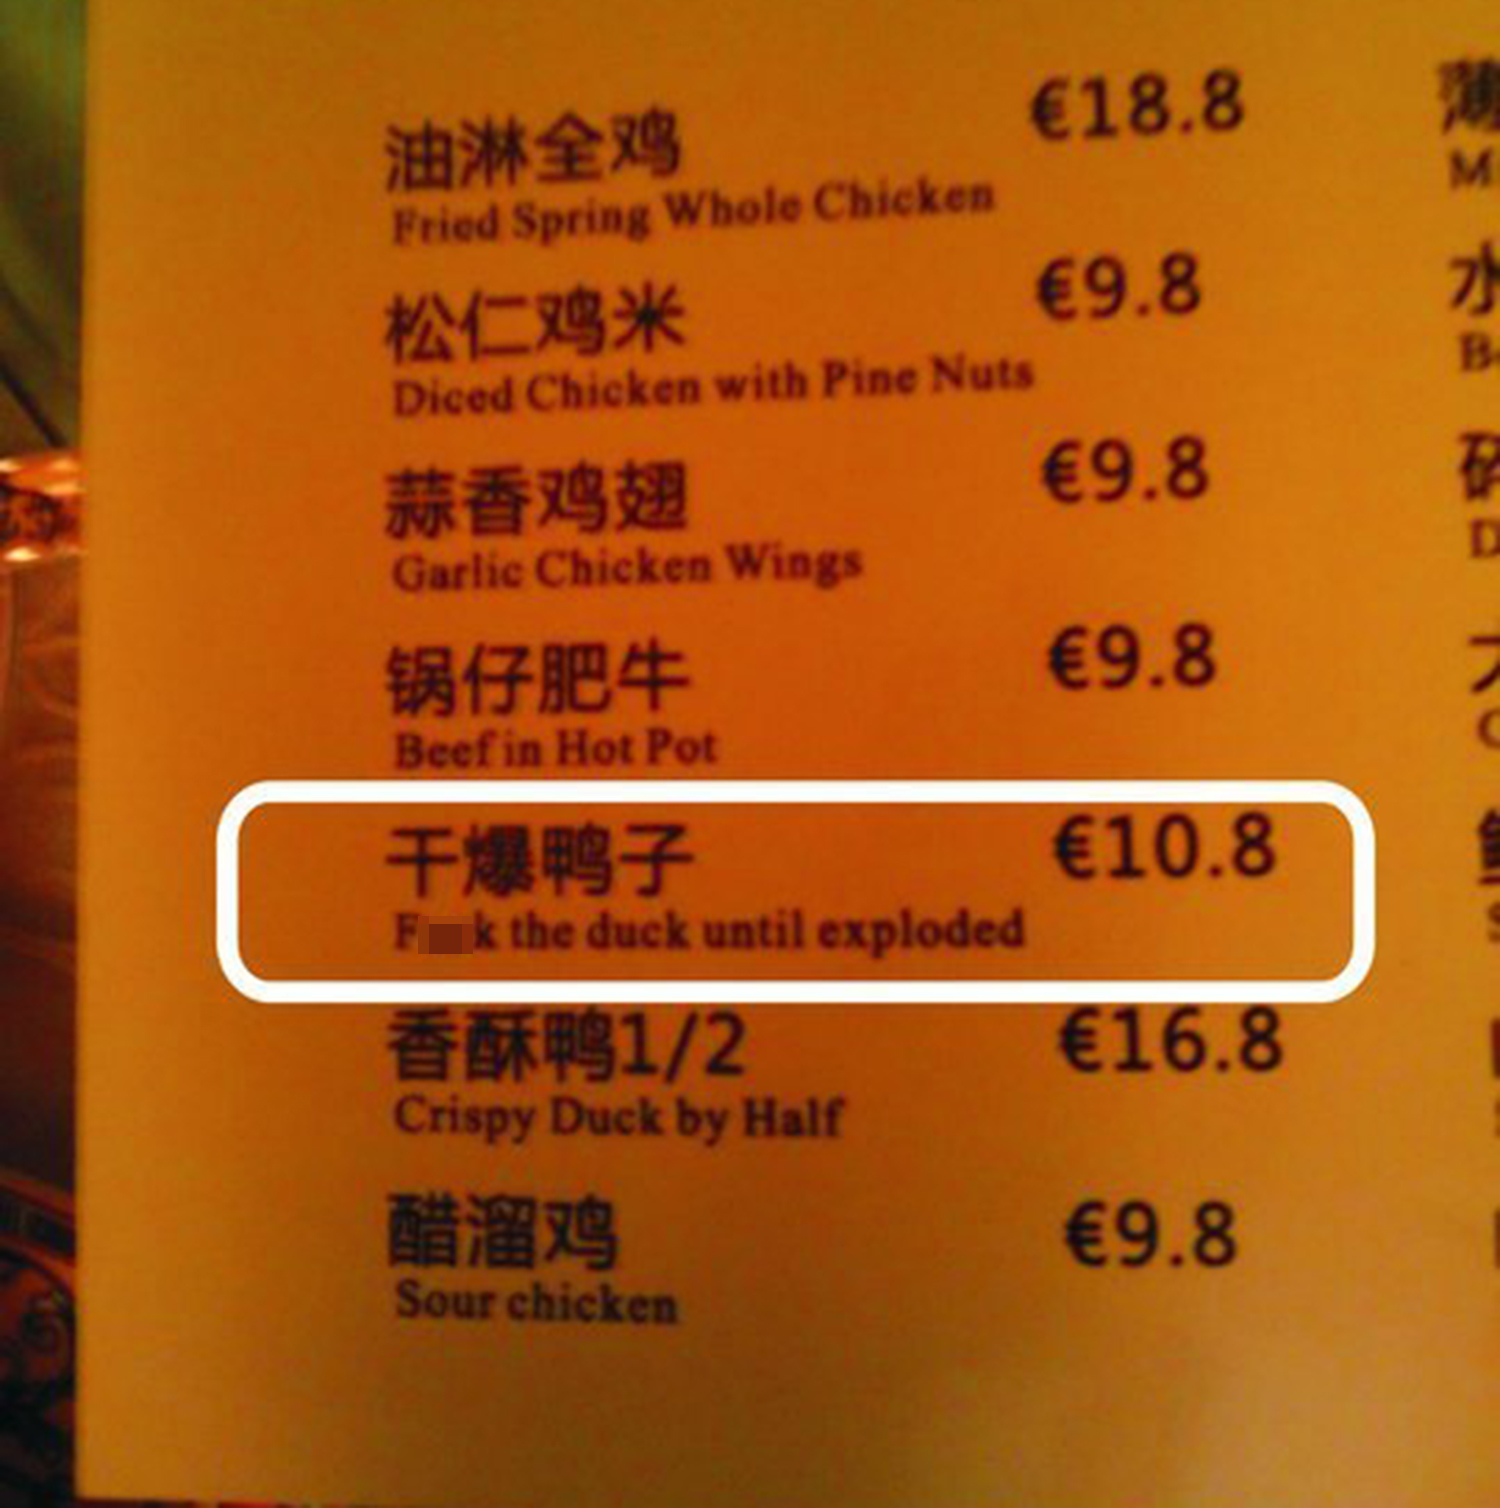 油淋全鸡 €18.8
Fried Spring Whole Chicken
松仁鸡米 €9.8
Diced Chicken with Pine Nuts
蒜香鸡翅 €9.8
Garlic Chicken Wings
锅仔肥牛 €9.8
Beef in Hot Pot
干爆鸭子 €10.8
the duck until exploded
香酥鸭1/2 €16.8
Crispy Duck by Half
醋溜鸡 €9.8
Sour chicken